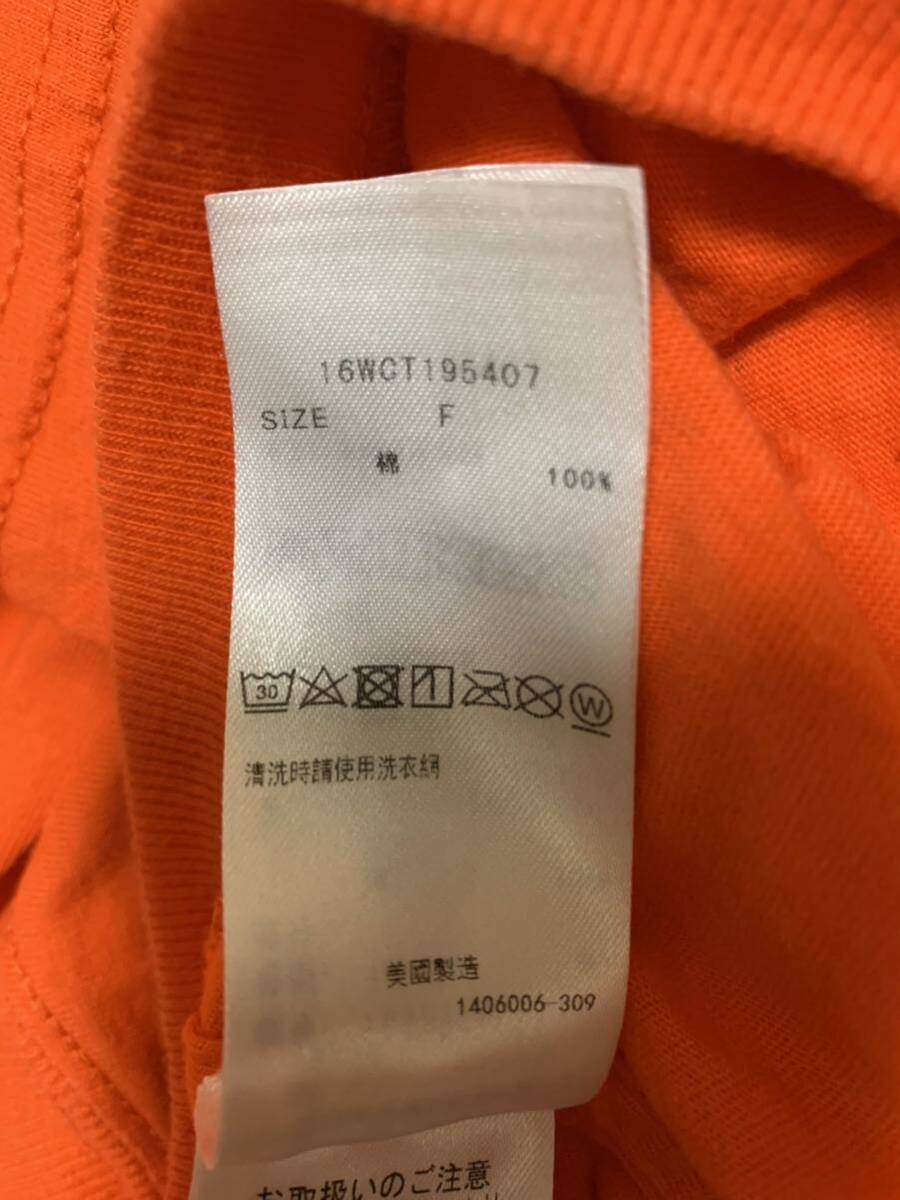 16WCT195407
SIZE F
棉 100%
30 W
清洗時請使用洗衣網
美國製造
1406006-309
お取扱いのご注意